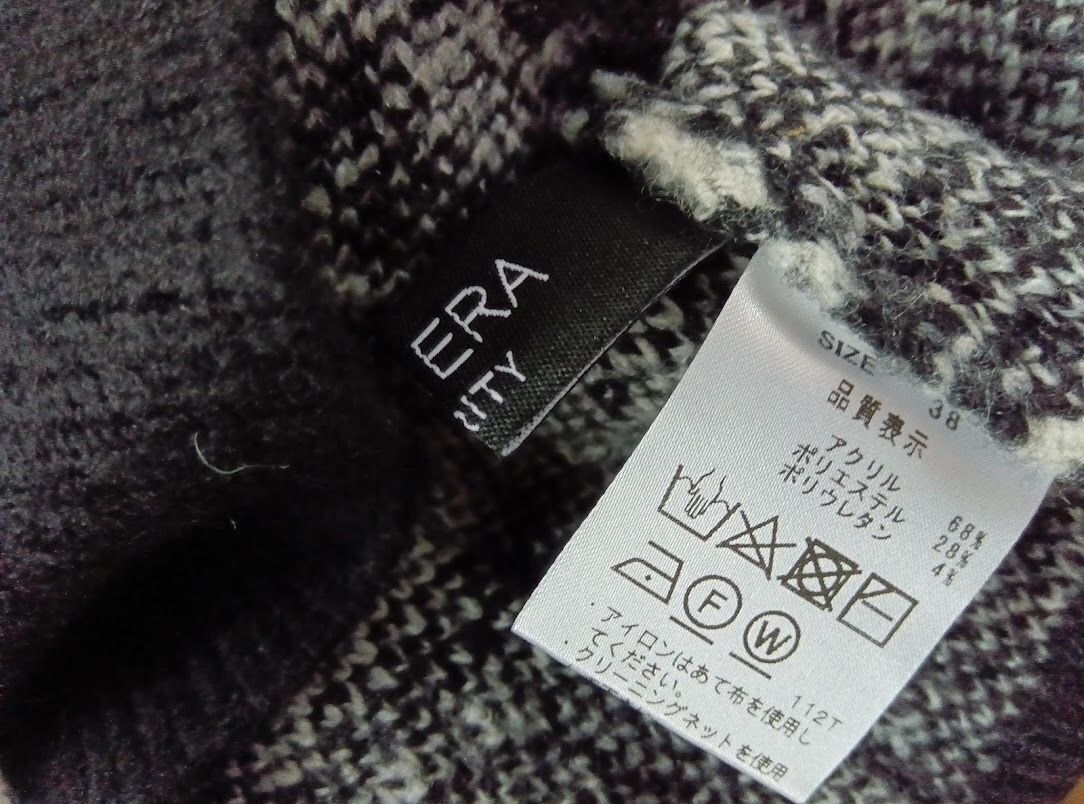 ERA
ITY
SIZE 38
品質表示
アクリル 68%
ポリエステル 28%
ポリウレタン 4%
F W
112T
・アイロンはあて布を使用し
てください。
・クリーニングネットを使用